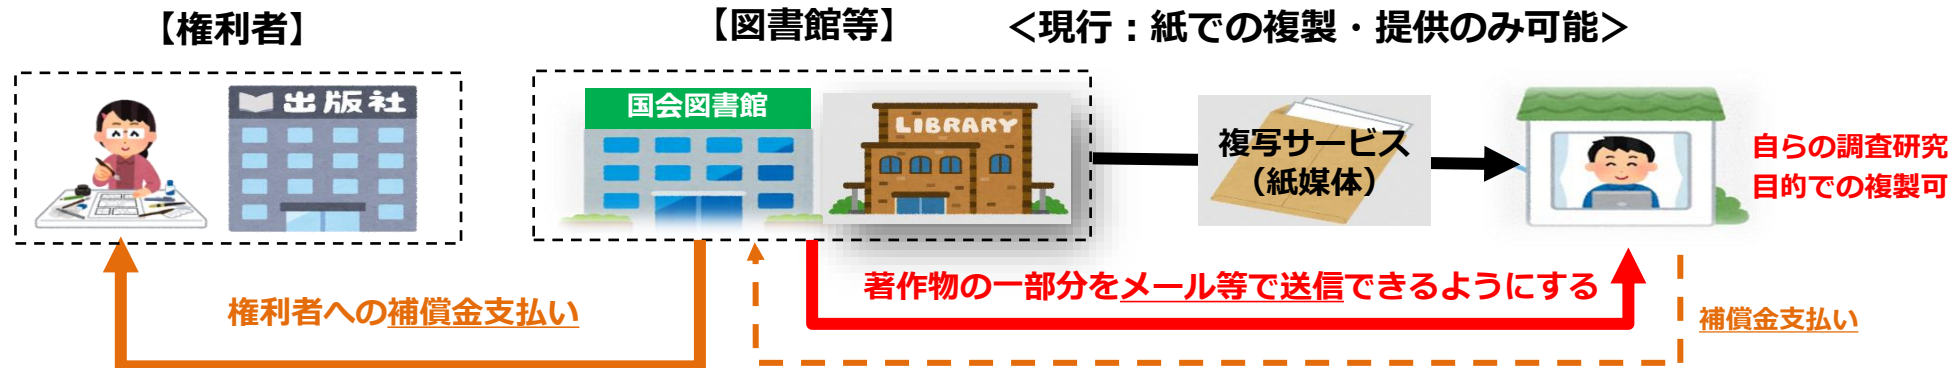 【権利者】
【図書館等】
＜現行：紙での複製・提供のみ可能＞
出版社
国会図書館
LIBRARY
複写サービス
（紙媒体）
自らの調査研究
目的での複製可
著作物の一部分をメール等で送信できるようにする
権利者への補償金支払い
補償金支払い